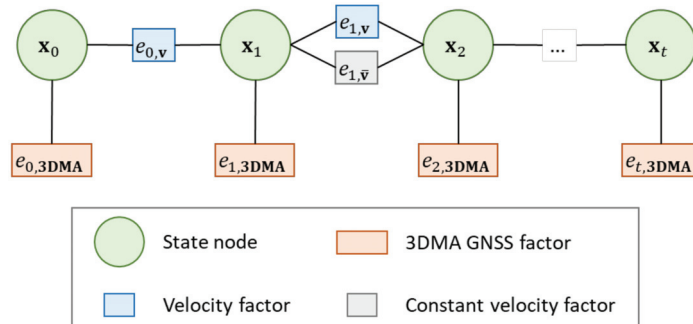 x₀ e₀,ᵥ x₁ e₁,ᵥ x₂ ... xₜ
e₁,ᵥ̄
e₀,3DMA e₁,3DMA e₂,3DMA eₜ,3DMA
State node 3DMA GNSS factor
Velocity factor Constant velocity factor